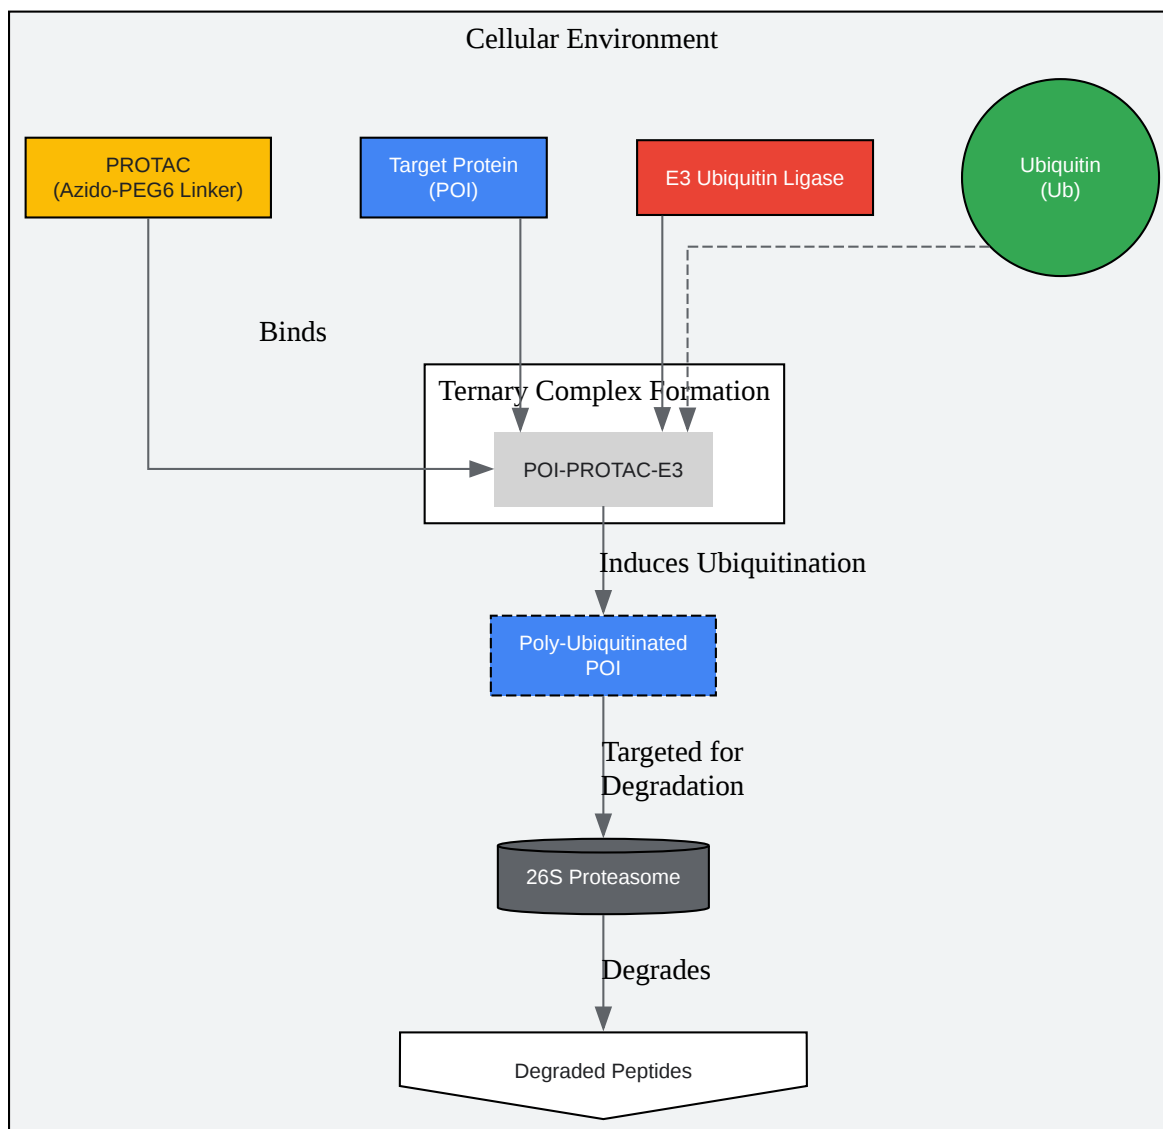 Cellular Environment
PROTAC
(Azido-PEG6 Linker)
Target Protein
(POI)
E3 Ubiquitin Ligase
Ubiquitin
(Ub)
Binds
Ternary Complex Formation
POI-PROTAC-E3
Induces Ubiquitination
Poly-Ubiquitinated
POI
Targeted for
Degradation
26S Proteasome
Degrades
Degraded Peptides